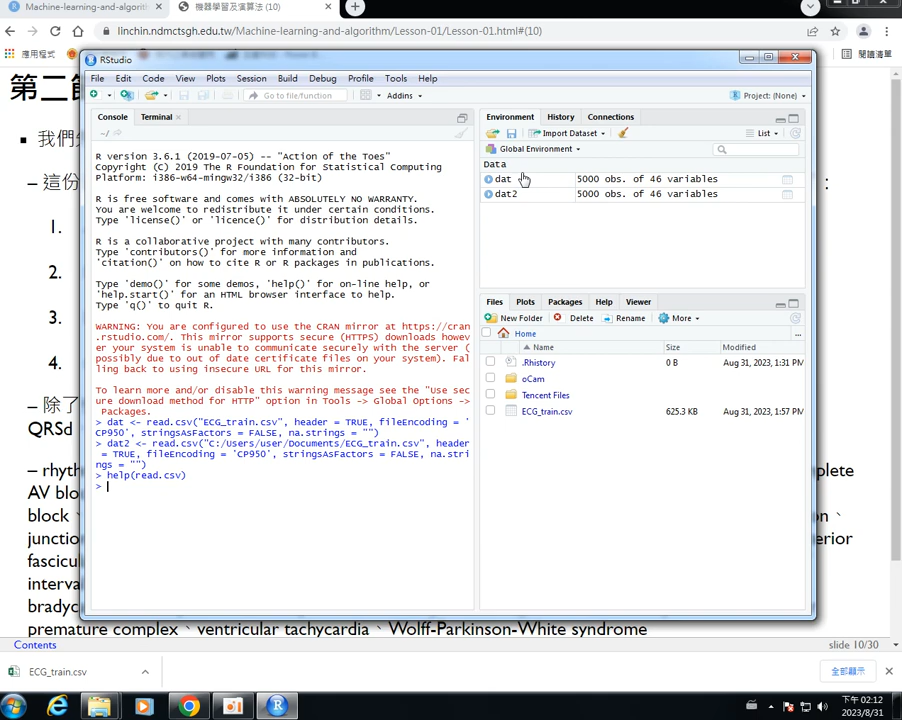 Machine-learning-and-algorith
機器學習及演算法 (10)
linchin.ndmctsgh.edu.tw/Machine-learning-and-algorithm/Lesson-01/Lesson-01.html#(10)
應用程式
閱讀清單
第二節
我們
– 這份
：
1.
2.
3.
4.
– 除了
QRSd
– rhyth
plete
AV bloc
block、
on、
junction
erior
fascicu
interva
bradyc
premature complex、ventricular tachycardia、Wolff-Parkinson-White syndrome
Contents
slide 10/30
RStudio
File Edit Code View Plots Session Build Debug Profile Tools Help
Go to file/function
Addins
Project: (None)
Console Terminal
~/
R version 3.6.1 (2019-07-05) -- "Action of the Toes"
Copyright (C) 2019 The R Foundation for Statistical Computing
Platform: i386-w64-mingw32/i386 (32-bit)
R is free software and comes with ABSOLUTELY NO WARRANTY.
You are welcome to redistribute it under certain conditions.
Type 'license()' or 'licence()' for distribution details.
R is a collaborative project with many contributors.
Type 'contributors()' for more information and
'citation()' on how to cite R or R packages in publications.
Type 'demo()' for some demos, 'help()' for on-line help, or
'help.start()' for an HTML browser interface to help.
Type 'q()' to quit R.
WARNING: You are configured to use the CRAN mirror at https://cran
.rstudio.com/. This mirror supports secure (HTTPS) downloads howev
er your system is unable to communicate securely with the server (
possibly due to out of date certificate files on your system). Fal
ling back to using insecure URL for this mirror.
To learn more and/or disable this warning message see the "Use sec
ure download method for HTTP" option in Tools -> Global Options ->
 Packages.
> dat <- read.csv("ECG_train.csv", header = TRUE, fileEncoding = '
CP950', stringsAsFactors = FALSE, na.strings = "")
> dat2 <- read.csv("C:/Users/user/Documents/ECG_train.csv", header
 = TRUE, fileEncoding = 'CP950', stringsAsFactors = FALSE, na.stri
ngs = "")
> help(read.csv)
>
Environment History Connections
Import Dataset
List
Global Environment
Data
dat 5000 obs. of 46 variables
dat2 5000 obs. of 46 variables
Files Plots Packages Help Viewer
New Folder Delete Rename More
Home
...
Name Size Modified
.Rhistory 0 B Aug 31, 2023, 1:31 PM
oCam
Tencent Files
ECG_train.csv 625.3 KB Aug 31, 2023, 1:57 PM
ECG_train.csv
全部顯示
下午 02:12
2023/8/31